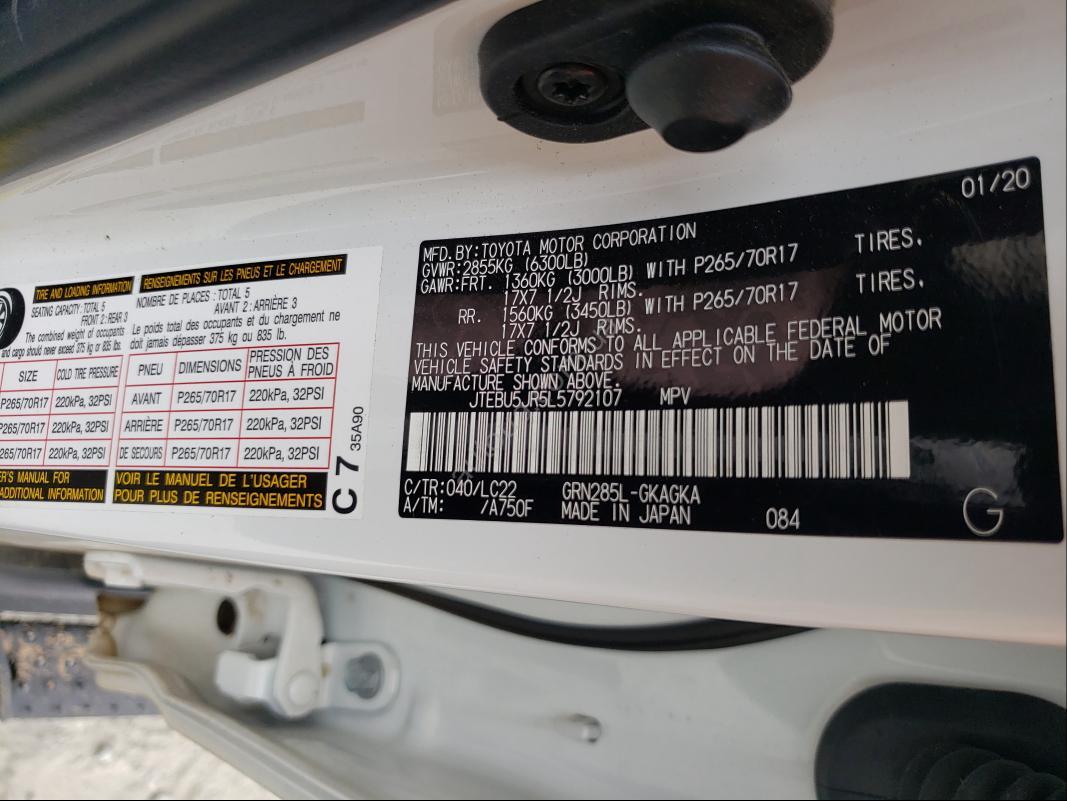 TIRE AND LOADING INFORMATION
SEATING CAPACITY: TOTAL 5
FRONT 2: REAR 3
The combined weight of occupants
and cargo should never exceed 375 kg or 835 lbs.
SIZE COLD TIRE PRESSURE
P265/70R17 220kPa, 32PSI
P265/70R17 220kPa, 32PSI
265/70R17 220kPa, 32PSI
MANUAL FOR
ADDITIONAL INFORMATION
RENSEIGNEMENTS SUR LES PNEUS ET LE CHARGEMENT
NOMBRE DE PLACES : TOTAL 5
AVANT 2 : ARRIÈRE 3
Le poids total des occupants et du chargement ne
doit jamais dépasser 375 kg ou 835 lb.
PNEU DIMENSIONS PRESSION DES PNEUS À FROID
AVANT P265/70R17 220kPa, 32PSI
ARRIÈRE P265/70R17 220kPa, 32PSI
DE SECOURS P265/70R17 220kPa, 32PSI
VOIR LE MANUEL DE L'USAGER
POUR PLUS DE RENSEIGNEMENTS
C 7 35A90
01/20
MFD. BY: TOYOTA MOTOR CORPORATION
GVWR: 2855KG (6300LB)
GAWR: FRT. 1360KG (3000LB) WITH P265/70R17 TIRES,
17X7 1/2J RIMS.
RR. 1560KG (3450LB) WITH P265/70R17 TIRES,
17X7 1/2J RIMS.
THIS VEHICLE CONFORMS TO ALL APPLICABLE FEDERAL MOTOR
VEHICLE SAFETY STANDARDS IN EFFECT ON THE DATE OF
MANUFACTURE SHOWN ABOVE.
JTEBU5JR5L5792107 MPV
C/TR: 040/LC22 GRN285L-GKAGKA
A/TM: /A750F MADE IN JAPAN 084
G